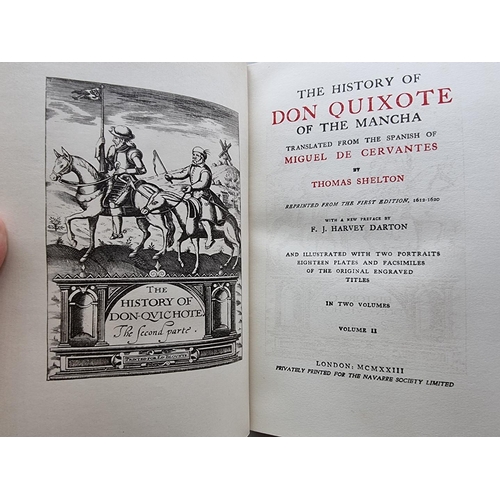 THE
HISTORY OF
DON·QVICHOTE.
The second parte.
THE HISTORY OF
DON QUIXOTE
OF THE MANCHA
TRANSLATED FROM THE SPANISH OF
MIGUEL DE CERVANTES
BY
THOMAS SHELTON
REPRINTED FROM THE FIRST EDITION, 1612-1620
WITH A NEW PREFACE BY
F. J. HARVEY DARTON
AND ILLUSTRATED WITH TWO PORTRAITS
EIGHTEEN PLATES AND FACSIMILES
OF THE ORIGINAL ENGRAVED
TITLES
IN TWO VOLUMES
VOLUME II
LONDON: MCMXXIII
PRIVATELY PRINTED FOR THE NAVARRE SOCIETY LIMITED